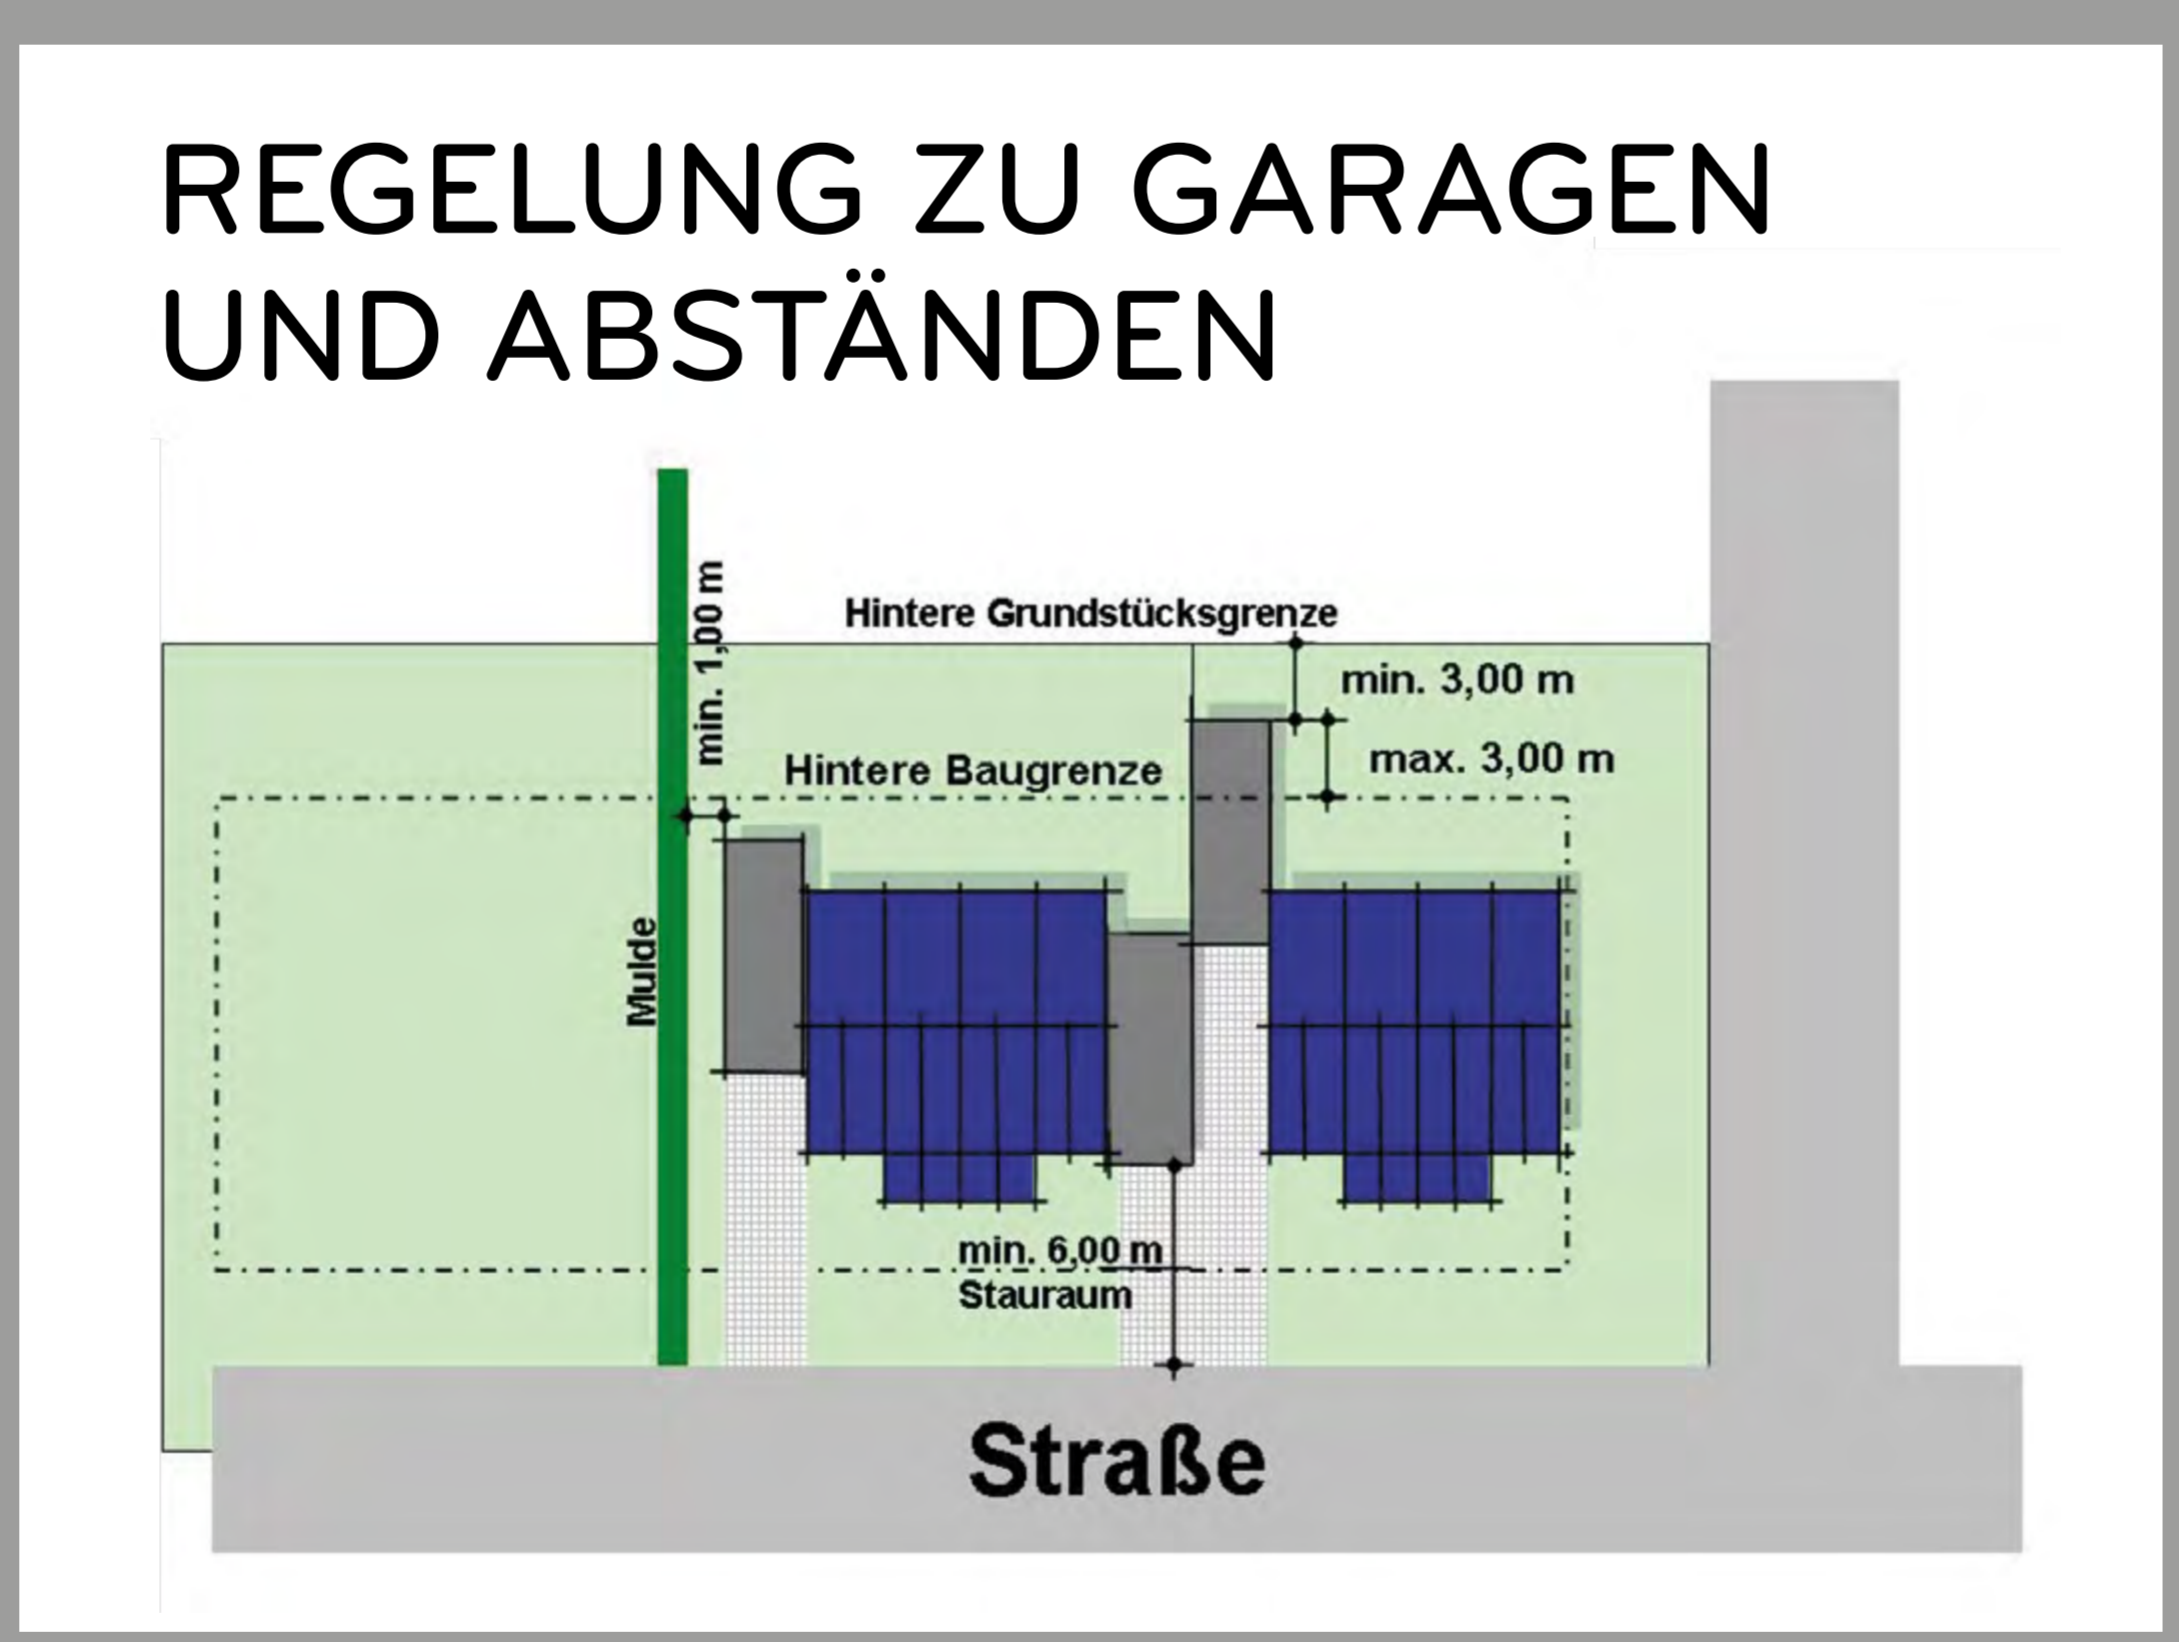 REGELUNG ZU GARAGEN
UND ABSTÄNDEN
min. 1,00 m
Hintere Grundstücksgrenze
min. 3,00 m
max. 3,00 m
Hintere Baugrenze
Mulde
min. 6,00 m
Stauraum
Straße